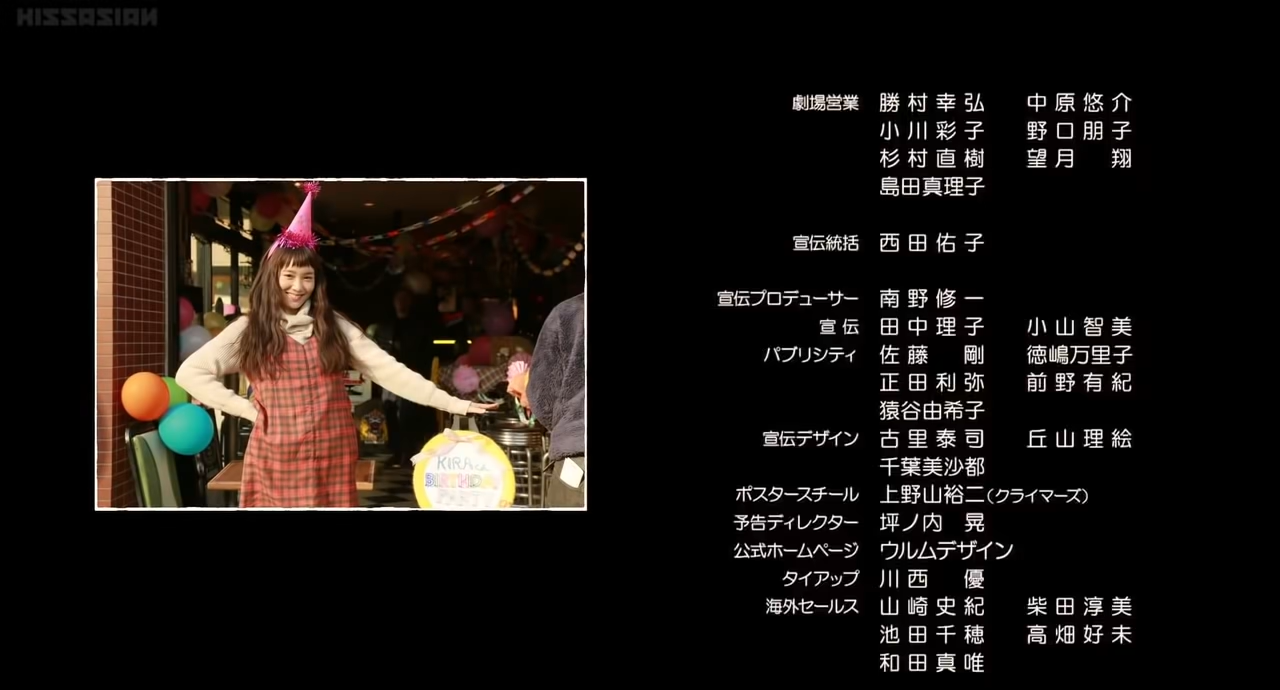 KISSASIAN
KIRAの
BIRTHDAY
PARTY
劇場営業 勝村幸弘 中原悠介
小川彩子 野口朋子
杉村直樹 望月 翔
島田真理子
宣伝統括 西田佑子
宣伝プロデューサー 南野修一
宣伝 田中理子 小山智美
パブリシティ 佐藤 剛 徳嶋万里子
正田利弥 前野有紀
猿谷由希子
宣伝デザイン 古里泰司 丘山理絵
千葉美沙都
ポスタースチール 上野山裕二(クライマーズ)
予告ディレクター 坪ノ内 晃
公式ホームページ ウルムデザイン
タイアップ 川西 優
海外セールス 山崎史紀 柴田淳美
池田千穂 高畑好未
和田真唯